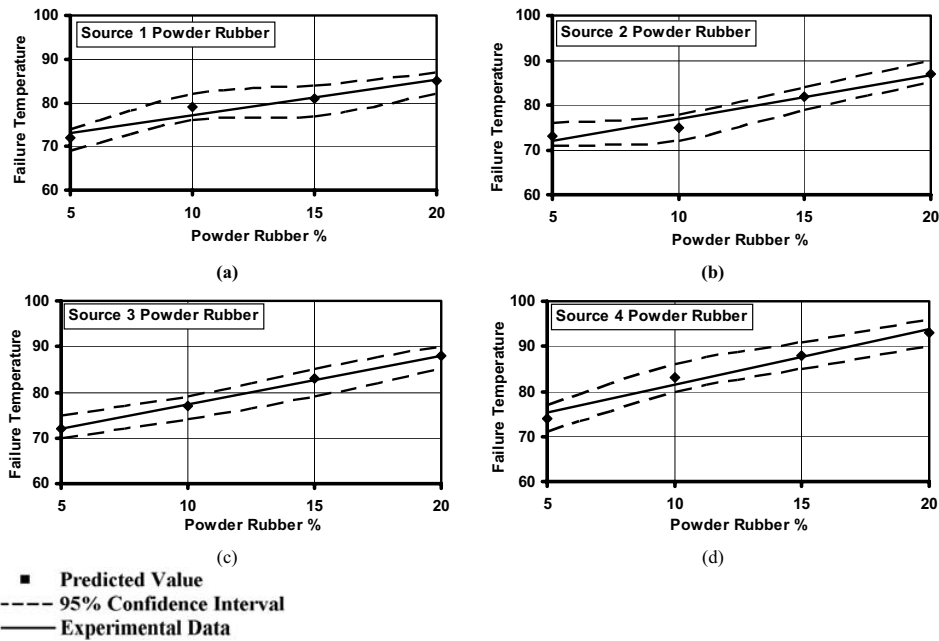 Source 1 Powder Rubber
Failure Temperature
100
90
80
70
60
5 10 15 20
Powder Rubber %
(a)
Source 2 Powder Rubber
Failure Temperature
100
90
80
70
60
5 10 15 20
Powder Rubber %
(b)
Source 3 Powder Rubber
Failure Temperature
100
90
80
70
60
5 10 15 20
Powder Rubber %
(c)
Source 4 Powder Rubber
Failure Temperature
100
90
80
70
60
5 10 15 20
Powder Rubber %
(d)
Predicted Value
95% Confidence Interval
Experimental Data